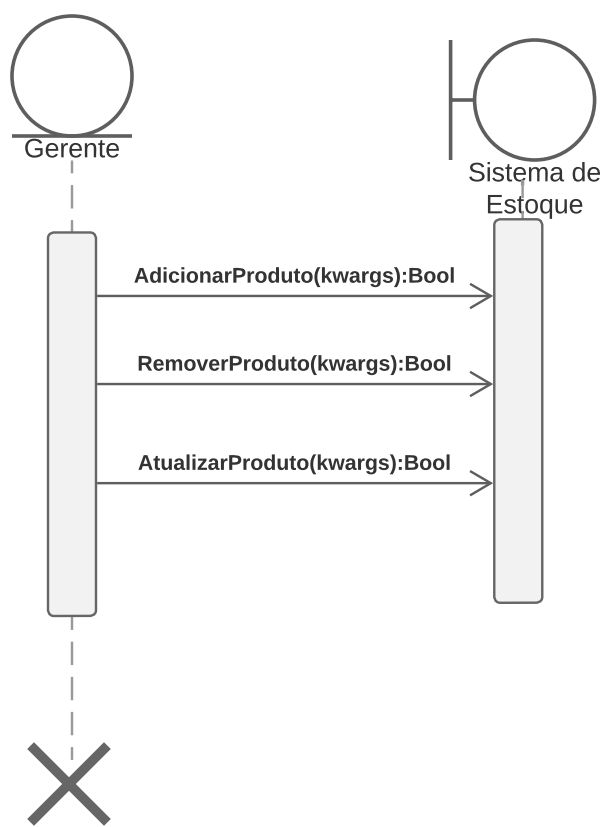 Gerente
Sistema de
Estoque
AdicionarProduto(kwargs):Bool
RemoverProduto(kwargs):Bool
AtualizarProduto(kwargs):Bool